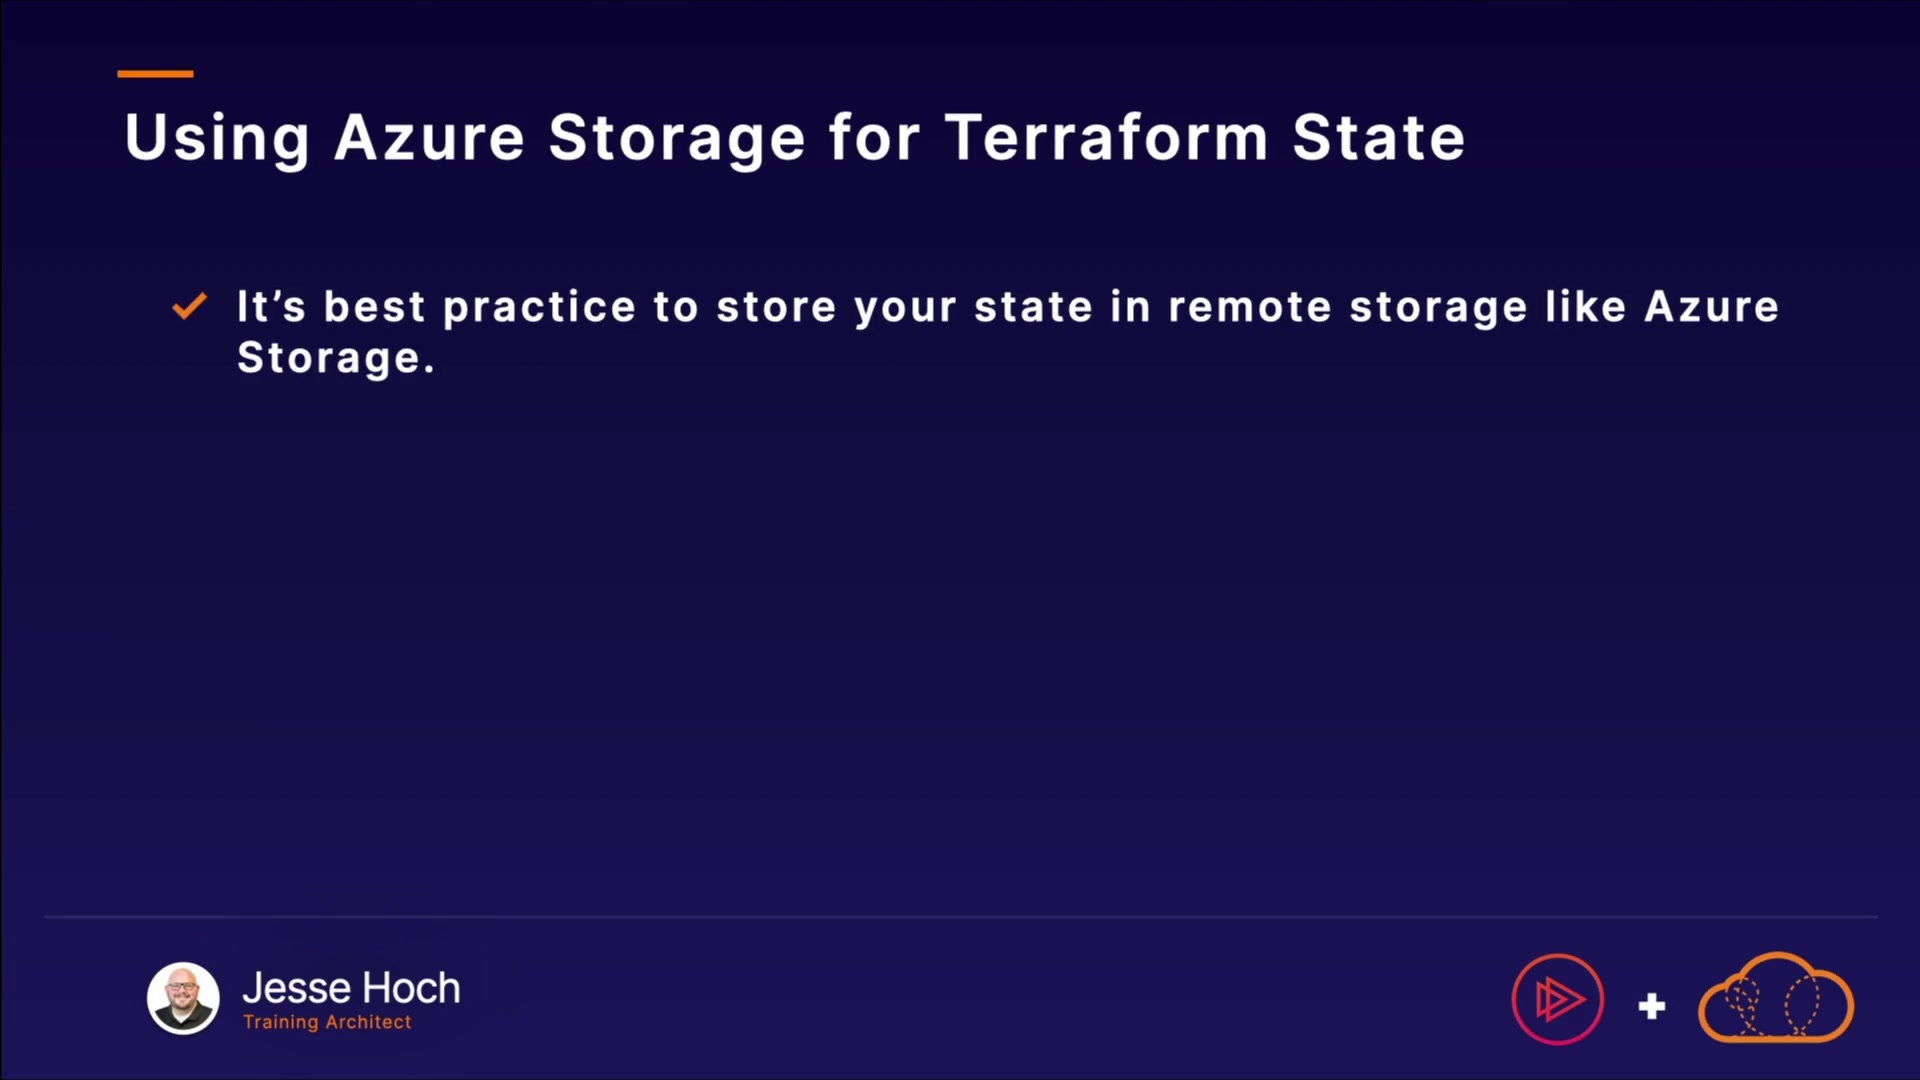 Using Azure Storage for Terraform State
It’s best practice to store your state in remote storage like Azure
Storage.
Jesse Hoch
Training Architect